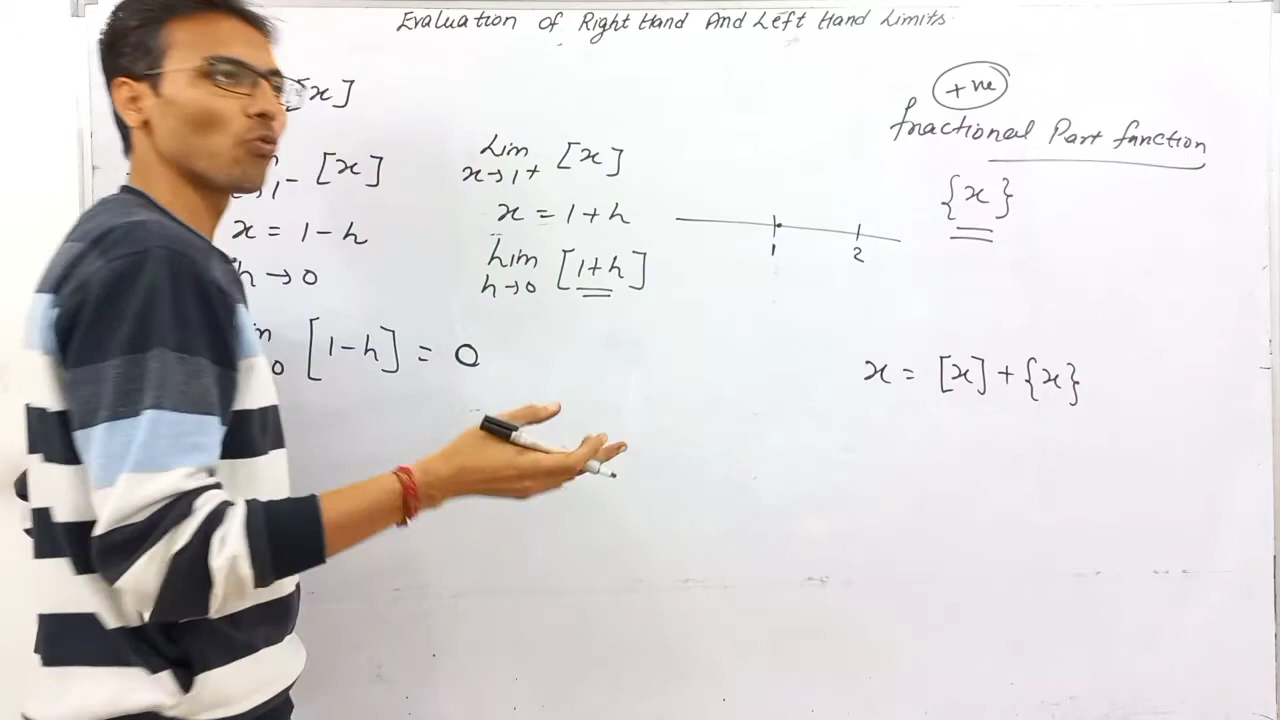 Evaluation of Right Hand And Left Hand Limits
[x]
[x]
x = 1 - h
h → 0
[1-h] = 0
Lim [x]
x→1+
x = 1 + h
Lim [1+h]
h→0
1 2
+ve
fractional Part function
{x}
x = [x] + {x}